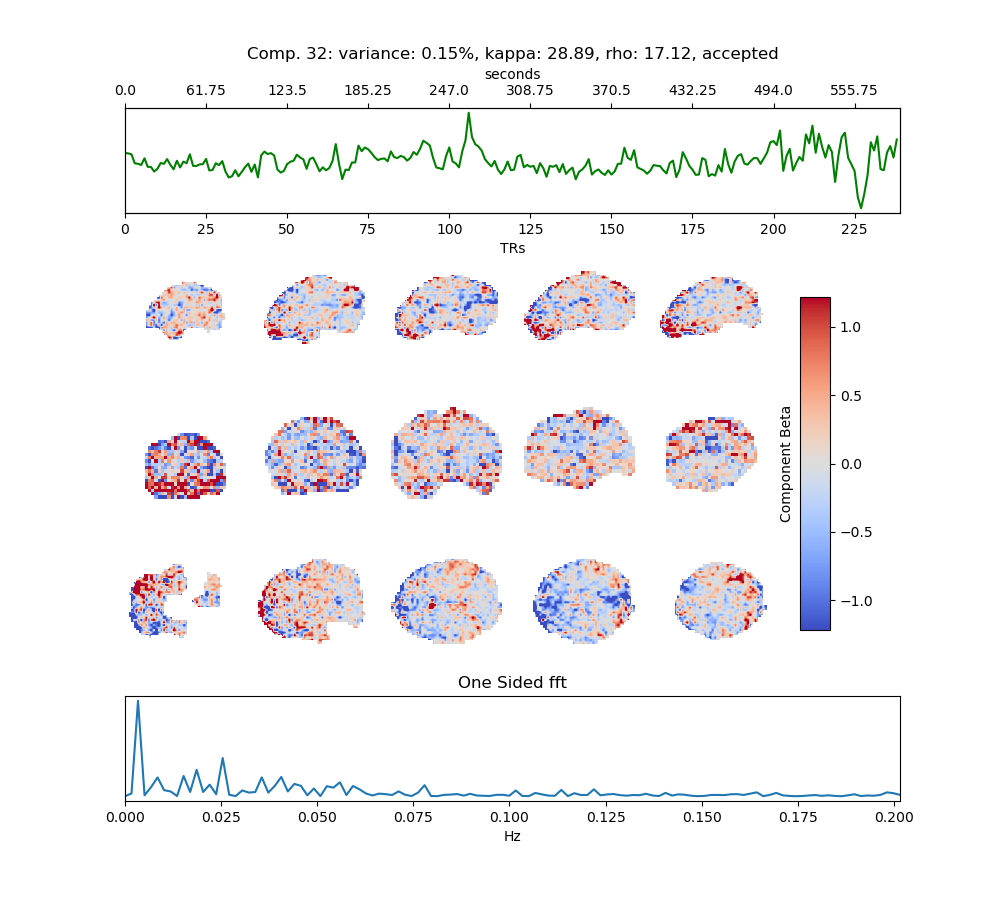 Comp. 32: variance: 0.15%, kappa: 28.89, rho: 17.12, accepted
seconds
0.0 61.75 123.5 185.25 247.0 308.75 370.5 432.25 494.0 555.75
0 25 50 75 100 125 150 175 200 225
TRs
1.0
0.5
0.0
−0.5
−1.0
Component Beta
One Sided fft
0.000 0.025 0.050 0.075 0.100 0.125 0.150 0.175 0.200
Hz